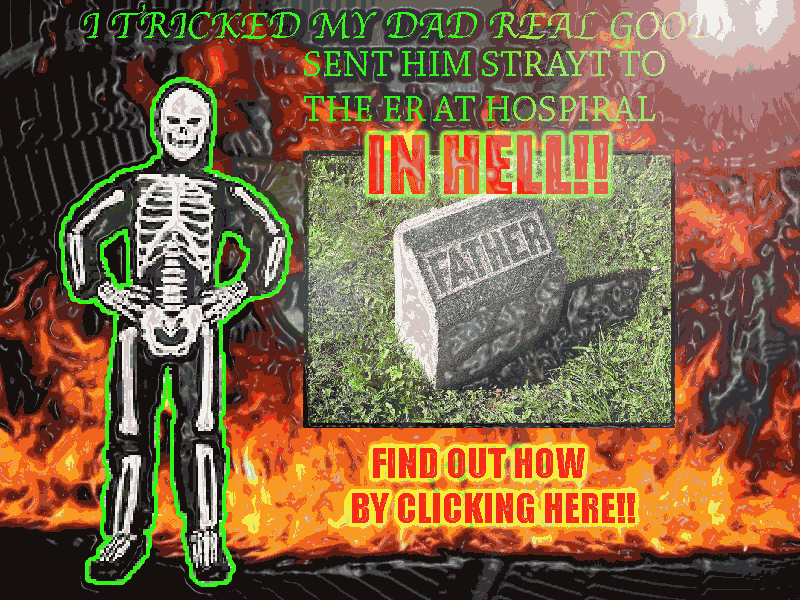 I TRICKED MY DAD REAL GOOD
SENT HIM STRAYT TO
THE ER AT HOSPIRAL
IN HELL!!
FATHER
FIND OUT HOW
BY CLICKING HERE!!